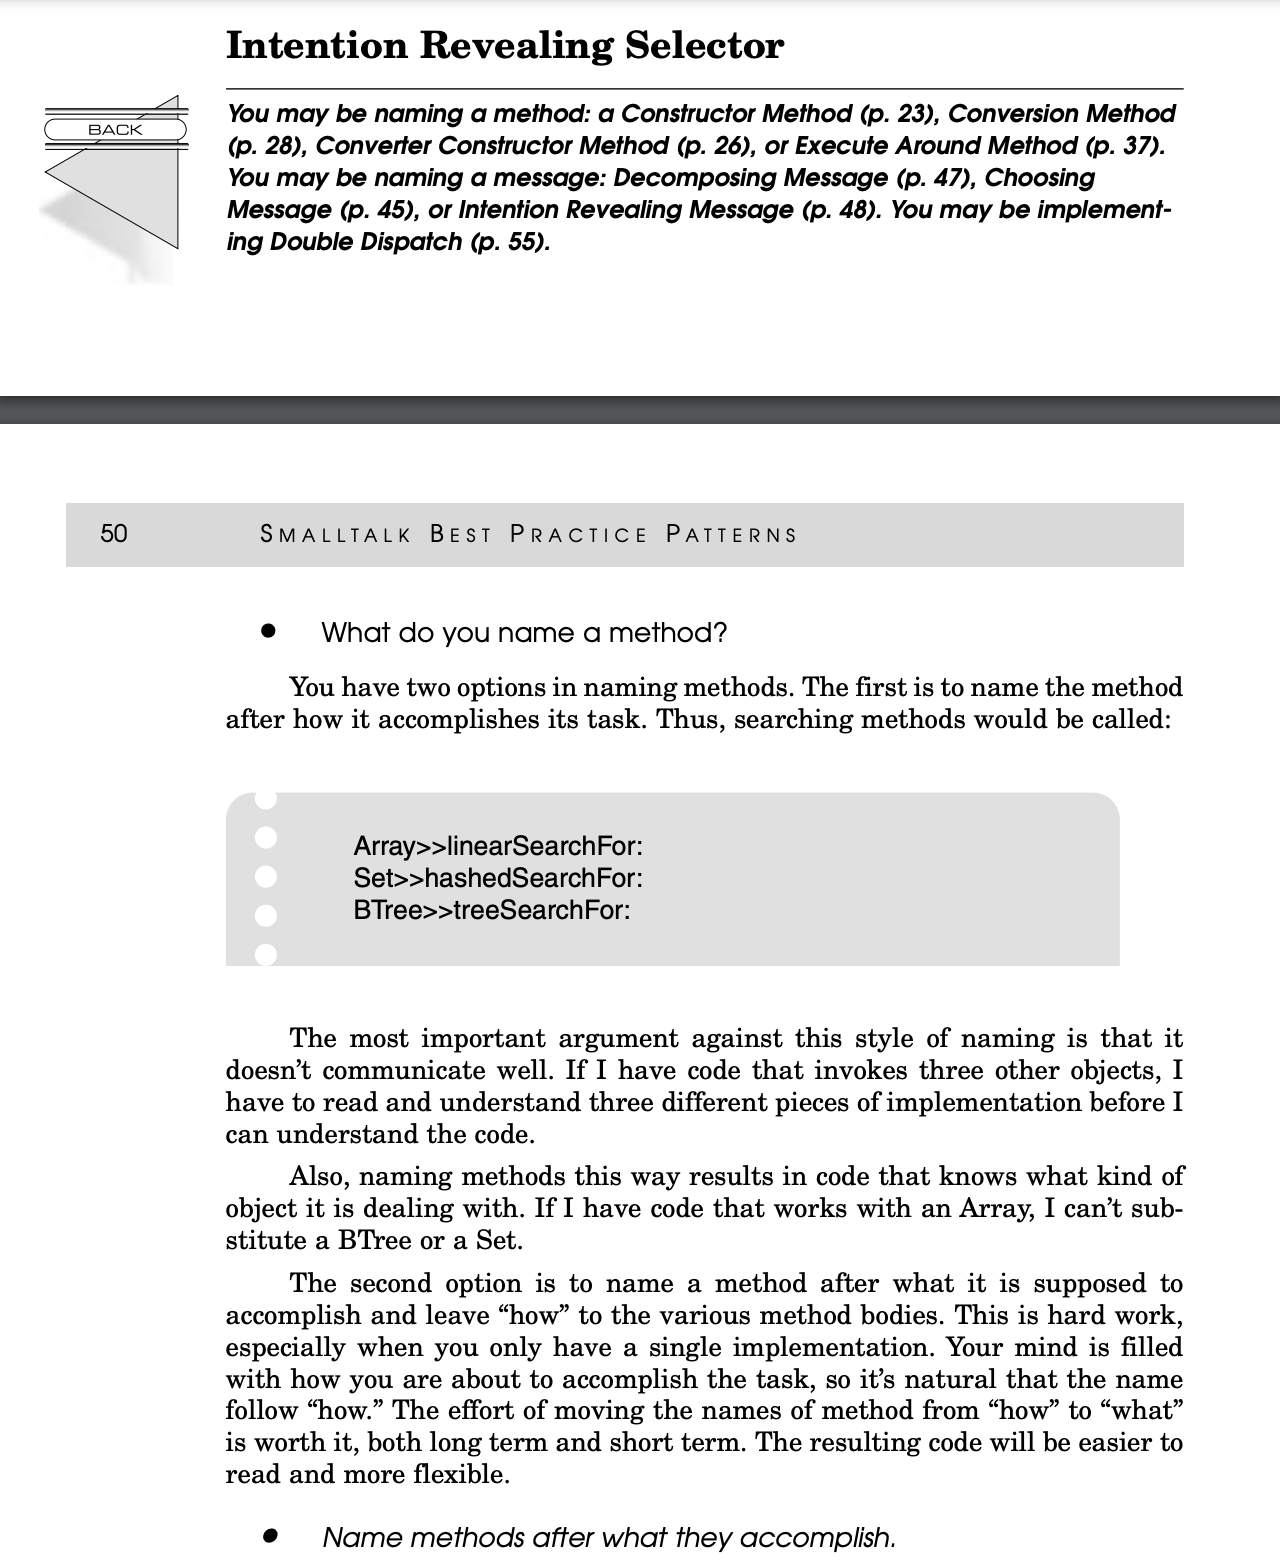 Intention Revealing Selector
BACK
You may be naming a method: a Constructor Method (p. 23), Conversion Method
(p. 28), Converter Constructor Method (p. 26), or Execute Around Method (p. 37).
You may be naming a message: Decomposing Message (p. 47), Choosing
Message (p. 45), or Intention Revealing Message (p. 48). You may be implement-
ing Double Dispatch (p. 55).
50 SMALLTALK BEST PRACTICE PATTERNS
• What do you name a method?
You have two options in naming methods. The first is to name the method
after how it accomplishes its task. Thus, searching methods would be called:
Array>>linearSearchFor:
Set>>hashedSearchFor:
BTree>>treeSearchFor:
The most important argument against this style of naming is that it
doesn’t communicate well. If I have code that invokes three other objects, I
have to read and understand three different pieces of implementation before I
can understand the code.
Also, naming methods this way results in code that knows what kind of
object it is dealing with. If I have code that works with an Array, I can’t sub-
stitute a BTree or a Set.
The second option is to name a method after what it is supposed to
accomplish and leave “how” to the various method bodies. This is hard work,
especially when you only have a single implementation. Your mind is filled
with how you are about to accomplish the task, so it’s natural that the name
follow “how.” The effort of moving the names of method from “how” to “what”
is worth it, both long term and short term. The resulting code will be easier to
read and more flexible.
• Name methods after what they accomplish.